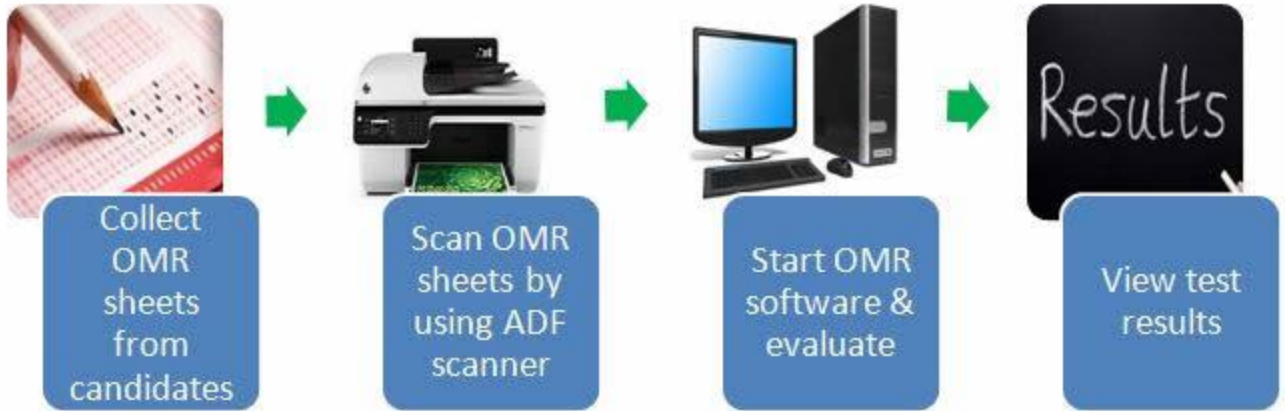 Results
Collect
OMR
sheets
from
candidates
Scan OMR
sheets by
using ADF
scanner
Start OMR
software &
evaluate
View test
results